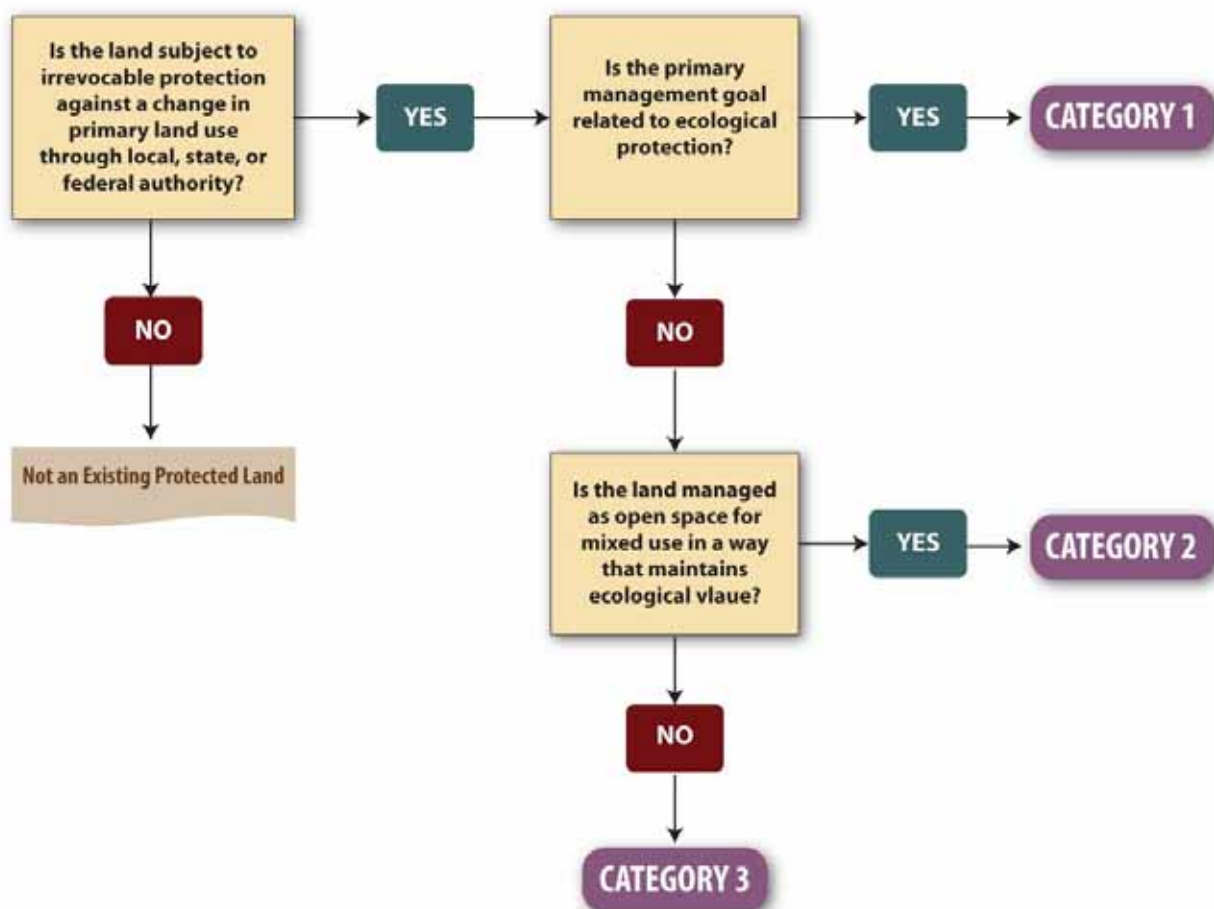 Is the land subject to
irrevocable protection
against a change in
primary land use
through local, state, or
federal authority?
YES
Is the primary
management goal
related to ecological
protection?
YES
CATEGORY 1
NO
NO
Not an Existing Protected Land
Is the land managed
as open space for
mixed use in a way
that maintains
ecological vlaue?
YES
CATEGORY 2
NO
CATEGORY 3